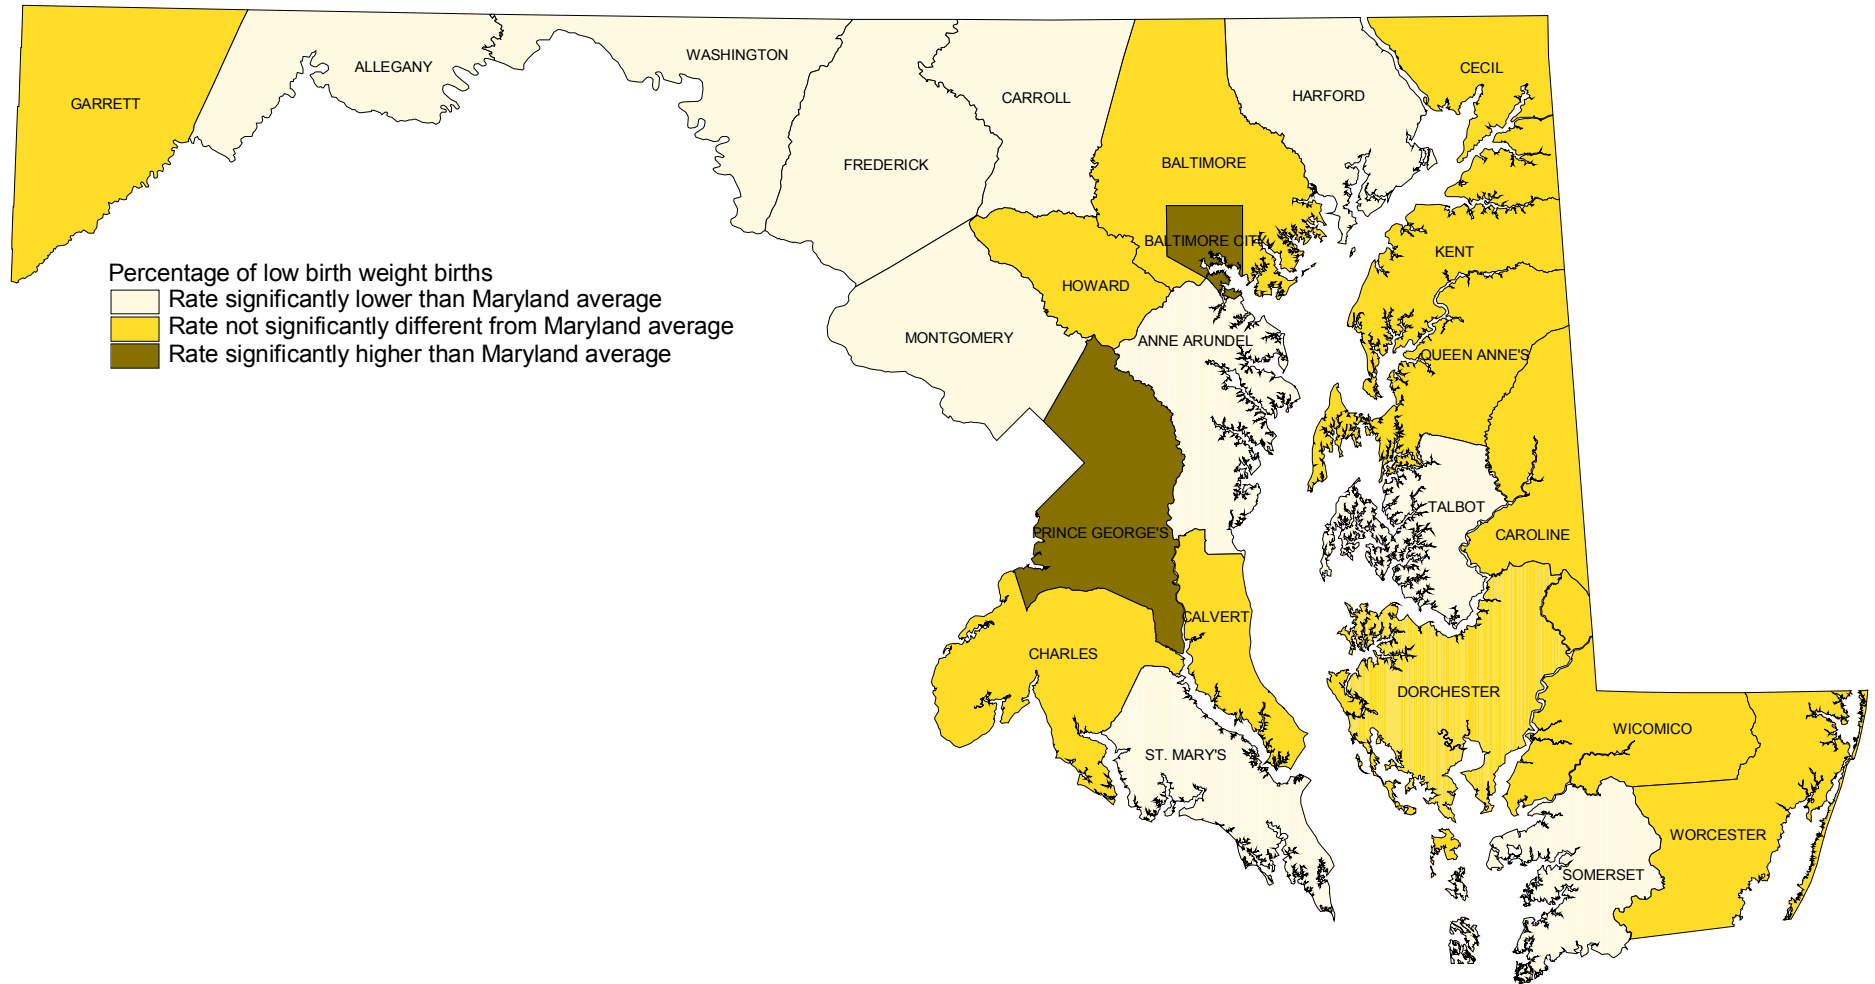 ALLEGANY
WASHINGTON
CECIL
GARRETT
CARROLL
HARFORD
FREDERICK
BALTIMORE
BALTIMORE CITY
KENT
Percentage of low birth weight births
Rate significantly lower than Maryland average
Rate not significantly different from Maryland average
Rate significantly higher than Maryland average
HOWARD
MONTGOMERY
ANNE ARUNDEL
QUEEN ANNE'S
TALBOT
PRINCE GEORGE'S
CAROLINE
CALVERT
CHARLES
DORCHESTER
WICOMICO
ST. MARY'S
WORCESTER
SOMERSET